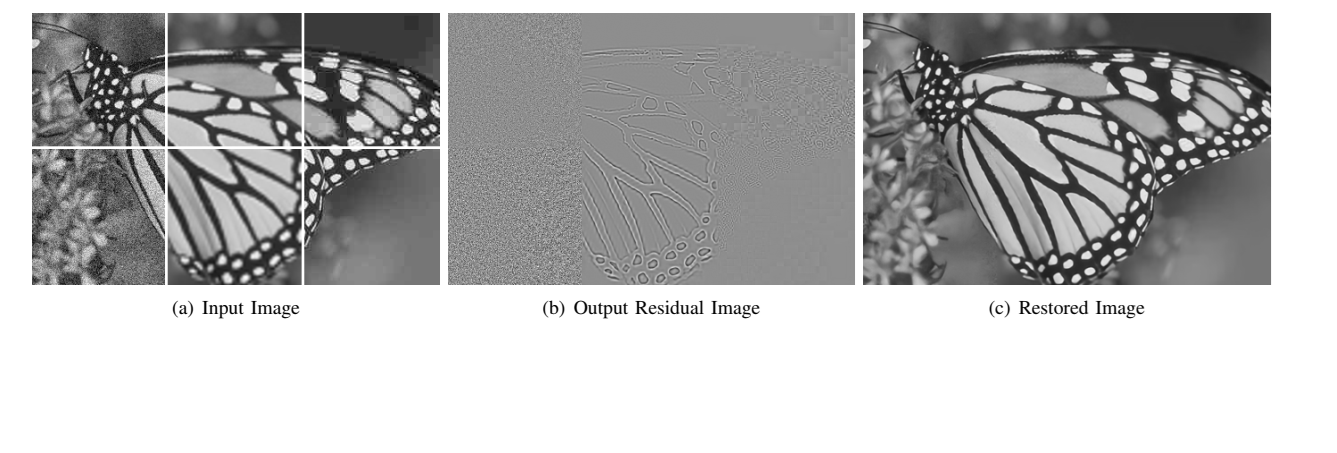 (a) Input Image
(b) Output Residual Image
(c) Restored Image